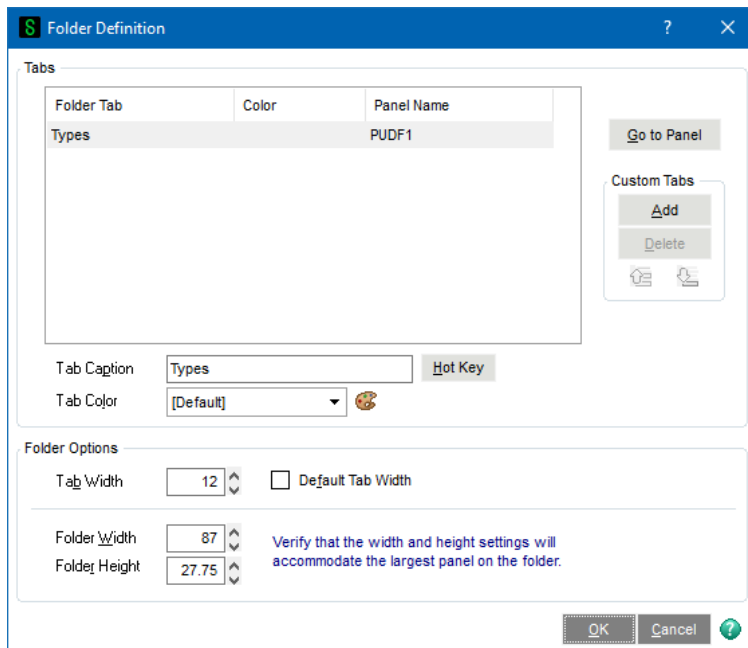 S Folder Definition ? ×
Tabs
Folder Tab Color Panel Name
Types PUDF1
Go to Panel
Custom Tabs
Add
Delete
Tab Caption Types Hot Key
Tab Color [Default]
Folder Options
Tab Width 12 Default Tab Width
Folder Width 87 Verify that the width and height settings will
Folder Height 27.75 accommodate the largest panel on the folder.
OK Cancel ?